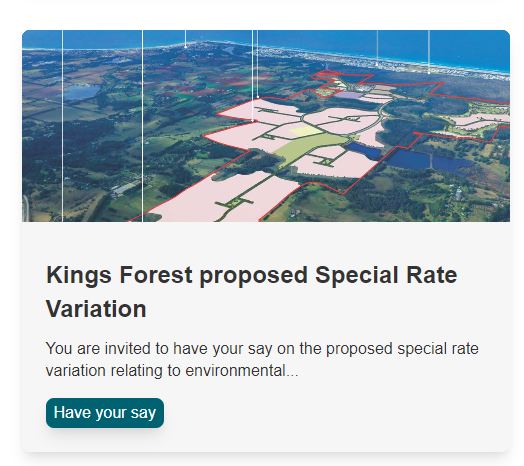 Kings Forest proposed Special Rate
Variation
You are invited to have your say on the proposed special rate
variation relating to environmental...
Have your say